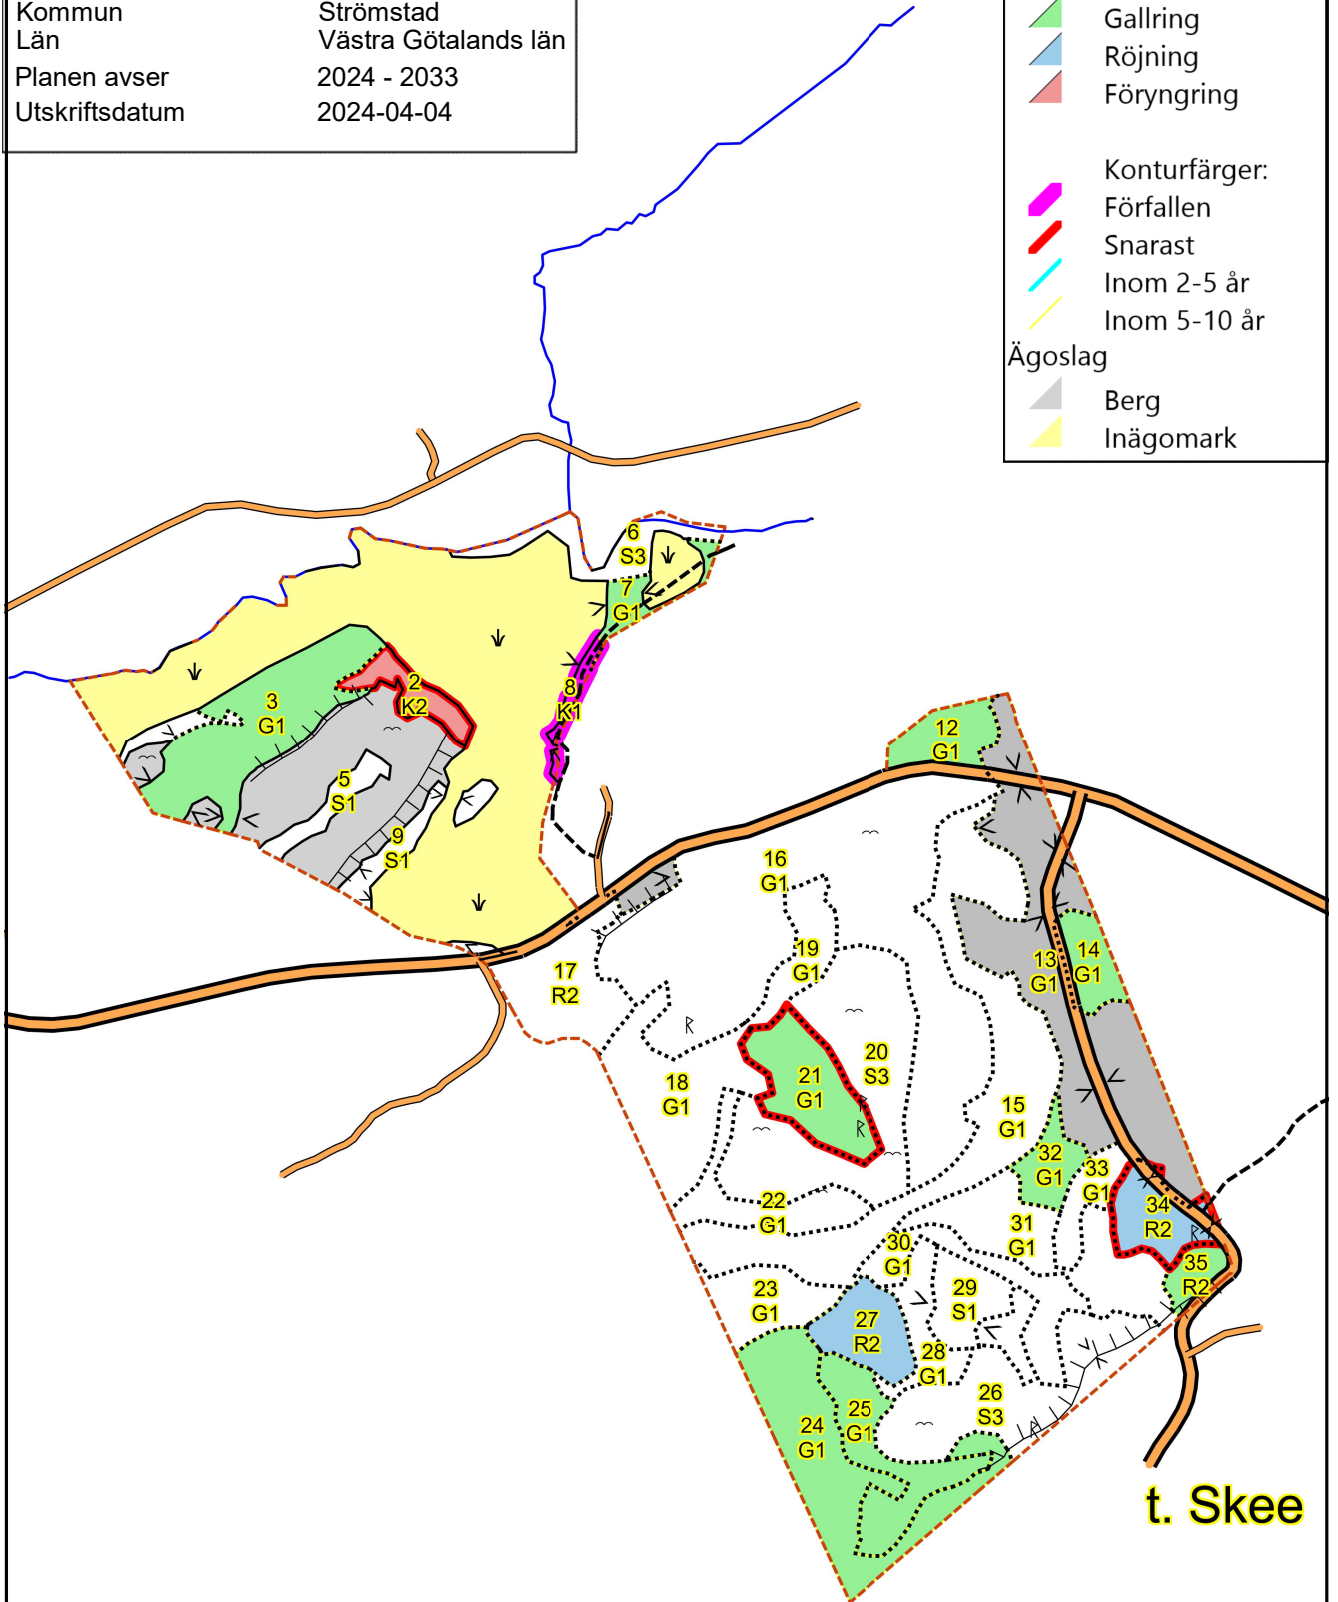 Kommun Strömstad
Län Västra Götalands län
Planen avser 2024 - 2033
Utskriftsdatum 2024-04-04
Gallring
Röjning
Föryngring
Konturfärger:
Förfallen
Snarast
Inom 2-5 år
Inom 5-10 år
Ägoslag
Berg
Inägomark
6
S3
7
G1
2
K2
3
G1
8
K1
5
S1
9
S1
12
G1
16
G1
19
G1
17
R2
13
G1
14
G1
20
S3
21
G1
18
G1
15
G1
32
G1
33
G1
34
R2
22
G1
31
G1
30
G1
35
R2
23
G1
29
S1
27
R2
28
G1
26
S3
25
G1
24
G1
t. Skee